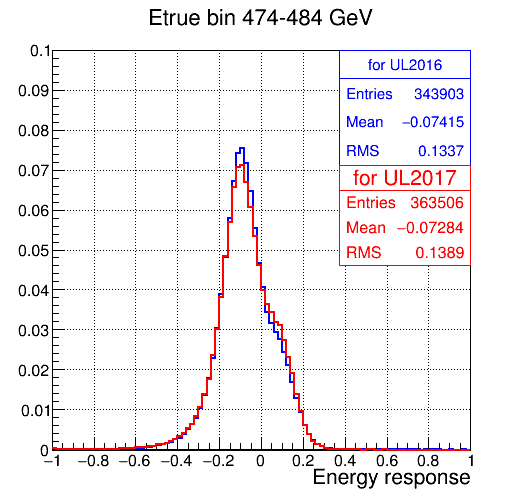 Etrue bin 474-484 GeV
0.1
0.09
0.08
0.07
0.06
0.05
0.04
0.03
0.02
0.01
0
for UL2016
Entries 343903
Mean −0.07415
RMS 0.1337
for UL2017
Entries 363506
Mean −0.07284
RMS 0.1389
−1 −0.8 −0.6 −0.4 −0.2 0 0.2 0.4 0.6 0.8 1
Energy response